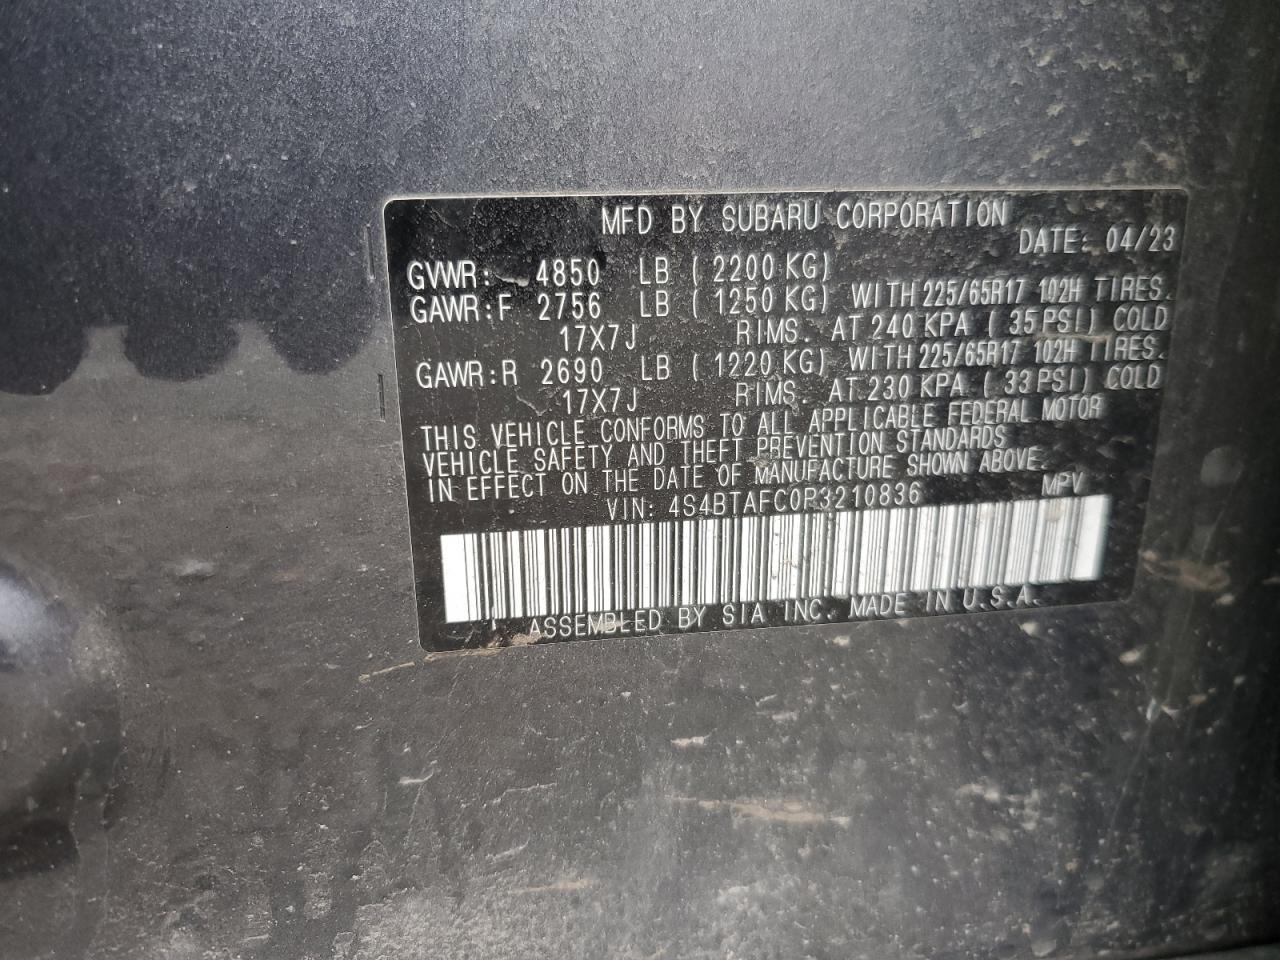 MFD BY SUBARU CORPORATION
DATE: 04/23
GVWR: 4850 LB ( 2200 KG)
GAWR:F 2756 LB ( 1250 KG) WITH 225/65R17 102H TIRES.
17X7J RIMS. AT 240 KPA ( 35 PSI) COLD
GAWR:R 2690 LB ( 1220 KG) WITH 225/65R17 102H TIRES.
17X7J RIMS. AT 230 KPA ( 33 PSI) COLD
THIS VEHICLE CONFORMS TO ALL APPLICABLE FEDERAL MOTOR
VEHICLE SAFETY AND THEFT PREVENTION STANDARDS
IN EFFECT ON THE DATE OF MANUFACTURE SHOWN ABOVE.
VIN: 4S4BTAFC0P3210836 MPV
ASSEMBLED BY SIA INC. MADE IN U.S.A.